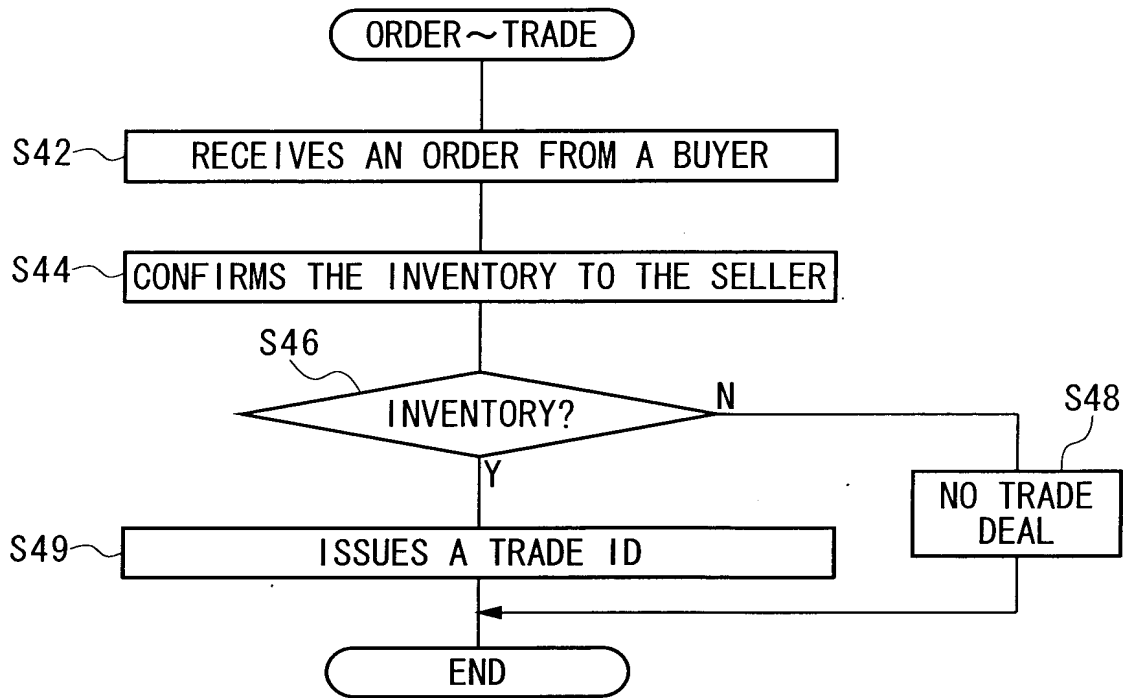 ORDER~TRADE
S42
RECEIVES AN ORDER FROM A BUYER
S44
CONFIRMS THE INVENTORY TO THE SELLER
S46
INVENTORY?
N
S48
Y
NO TRADE
DEAL
S49
ISSUES A TRADE ID
END